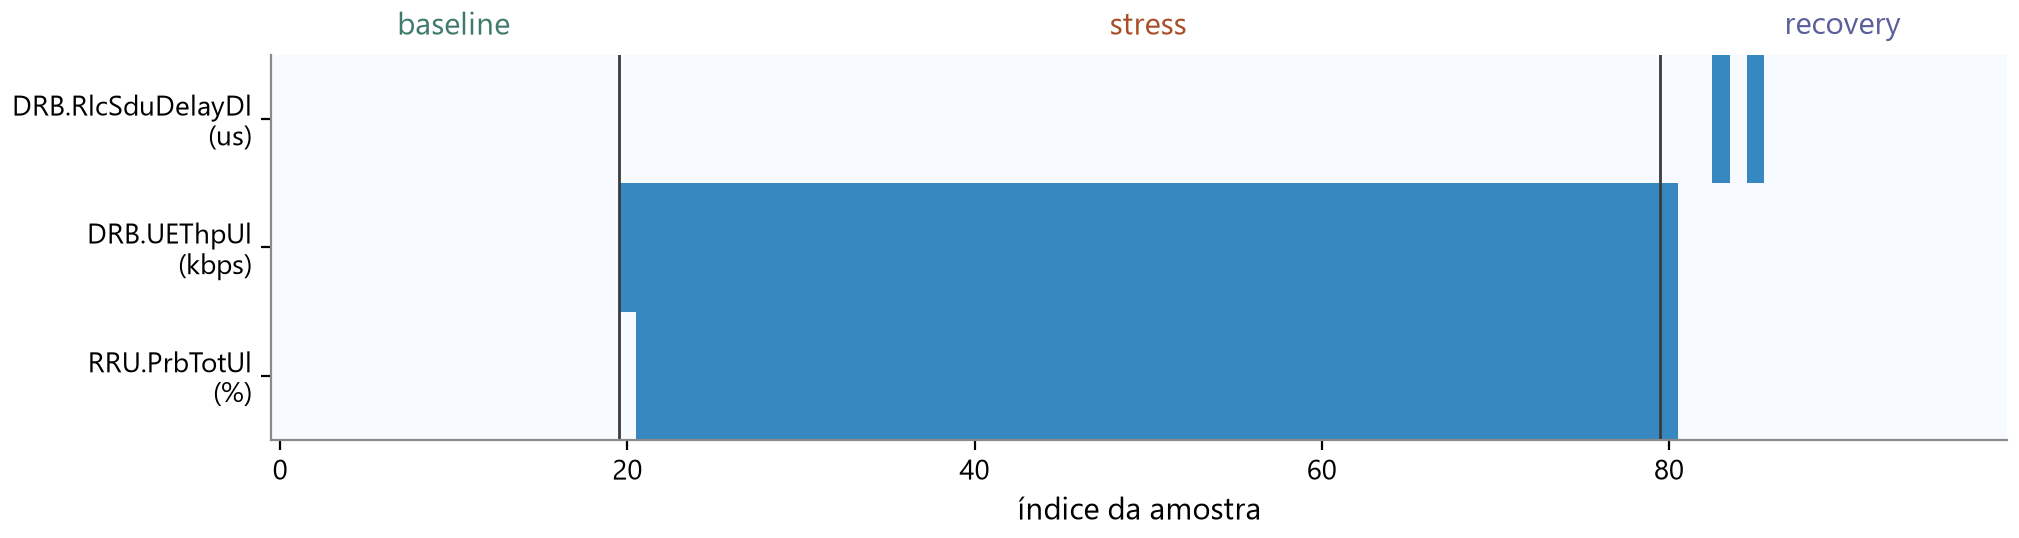 baseline
stress
recovery
DRB.RlcSduDelayDl
(us)
DRB.UEThpUl
(kbps)
RRU.PrbTotUl
(%)
0
20
40
60
80
índice da amostra